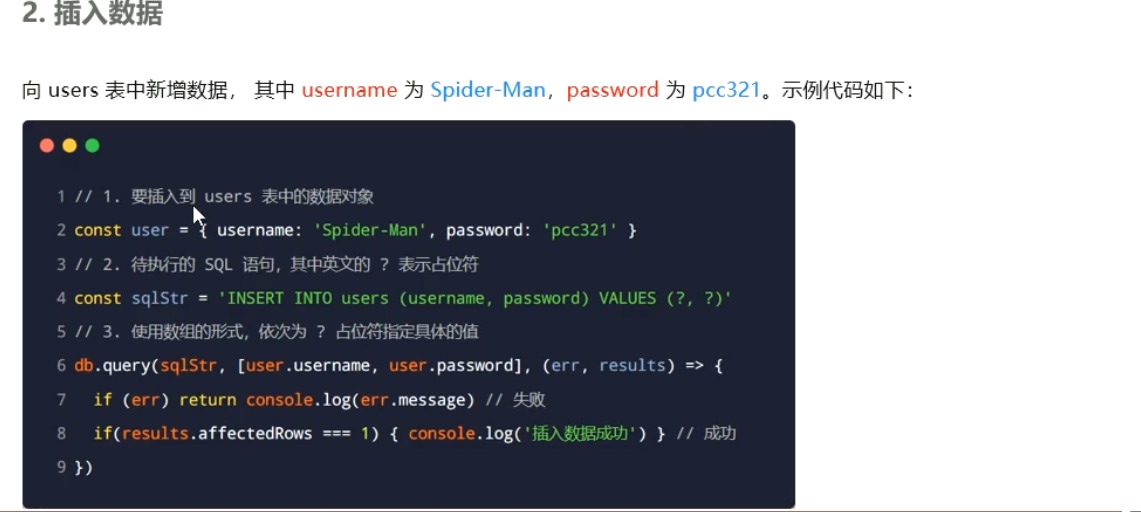 2. 插入数据
向 users 表中新增数据， 其中 username 为 Spider-Man，password 为 pcc321。示例代码如下：
1 // 1. 要插入到 users 表中的数据对象
2 const user = { username: 'Spider-Man', password: 'pcc321' }
3 // 2. 待执行的 SQL 语句，其中英文的 ? 表示占位符
4 const sqlStr = 'INSERT INTO users (username, password) VALUES (?, ?)'
5 // 3. 使用数组的形式，依次为 ? 占位符指定具体的值
6 db.query(sqlStr, [user.username, user.password], (err, results) => {
7   if (err) return console.log(err.message) // 失败
8   if(results.affectedRows === 1) { console.log('插入数据成功') } // 成功
9 })